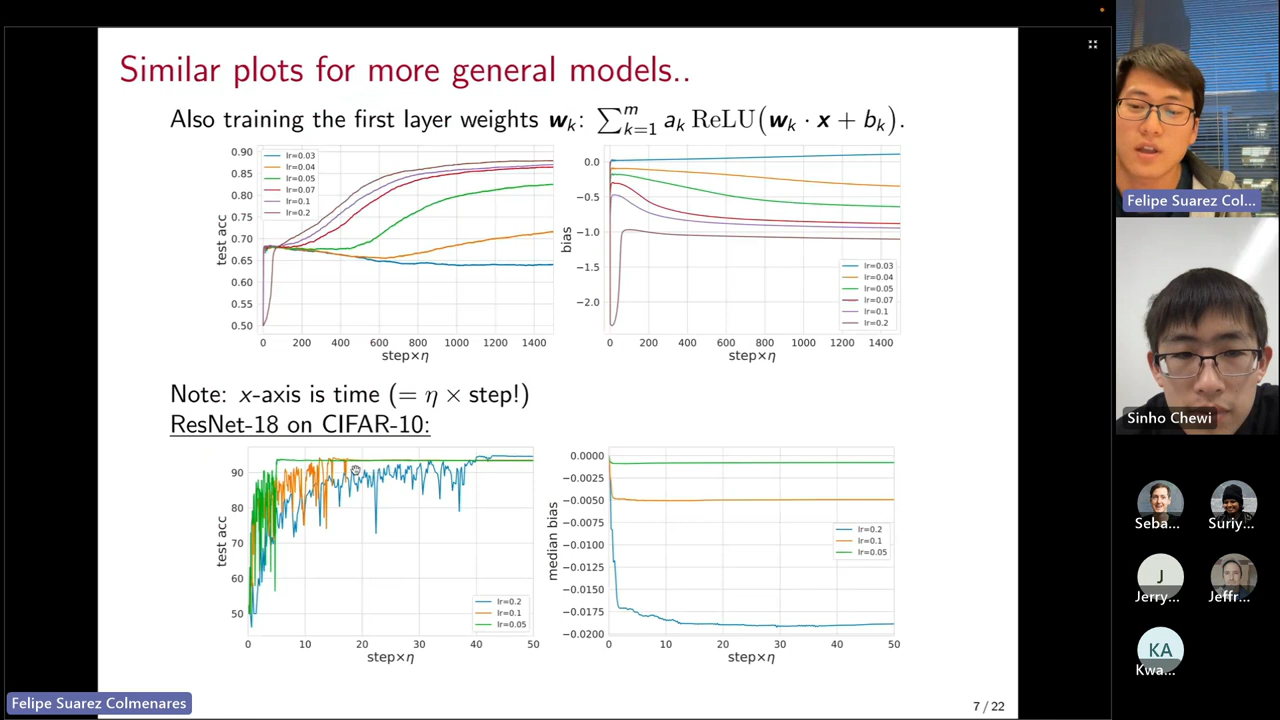 Similar plots for more general models..
Also training the first layer weights w_k: ∑_{k=1}^{m} a_k ReLU(w_k · x + b_k).
0.90
0.85
0.80
0.75
0.70
0.65
0.60
0.55
0.50
test acc
lr=0.03
lr=0.04
lr=0.05
lr=0.07
lr=0.1
lr=0.2
0 200 400 600 800 1000 1200 1400
step×η
0.0
−0.5
−1.0
−1.5
−2.0
bias
lr=0.03
lr=0.04
lr=0.05
lr=0.07
lr=0.1
lr=0.2
0 200 400 600 800 1000 1200 1400
step×η
Note: x-axis is time (= η × step!)
ResNet-18 on CIFAR-10:
90
80
70
60
50
test acc
lr=0.2
lr=0.1
lr=0.05
0 10 20 30 40 50
step×η
0.0000
−0.0025
−0.0050
−0.0075
−0.0100
−0.0125
−0.0150
−0.0175
−0.0200
median bias
lr=0.2
lr=0.1
lr=0.05
0 10 20 30 40 50
step×η
7 / 22
Felipe Suarez Colmenares
Felipe Suarez Col...
Sinho Chewi
Seba...
Suriy...
J
Jerry...
Jeffr...
KA
Kwa...